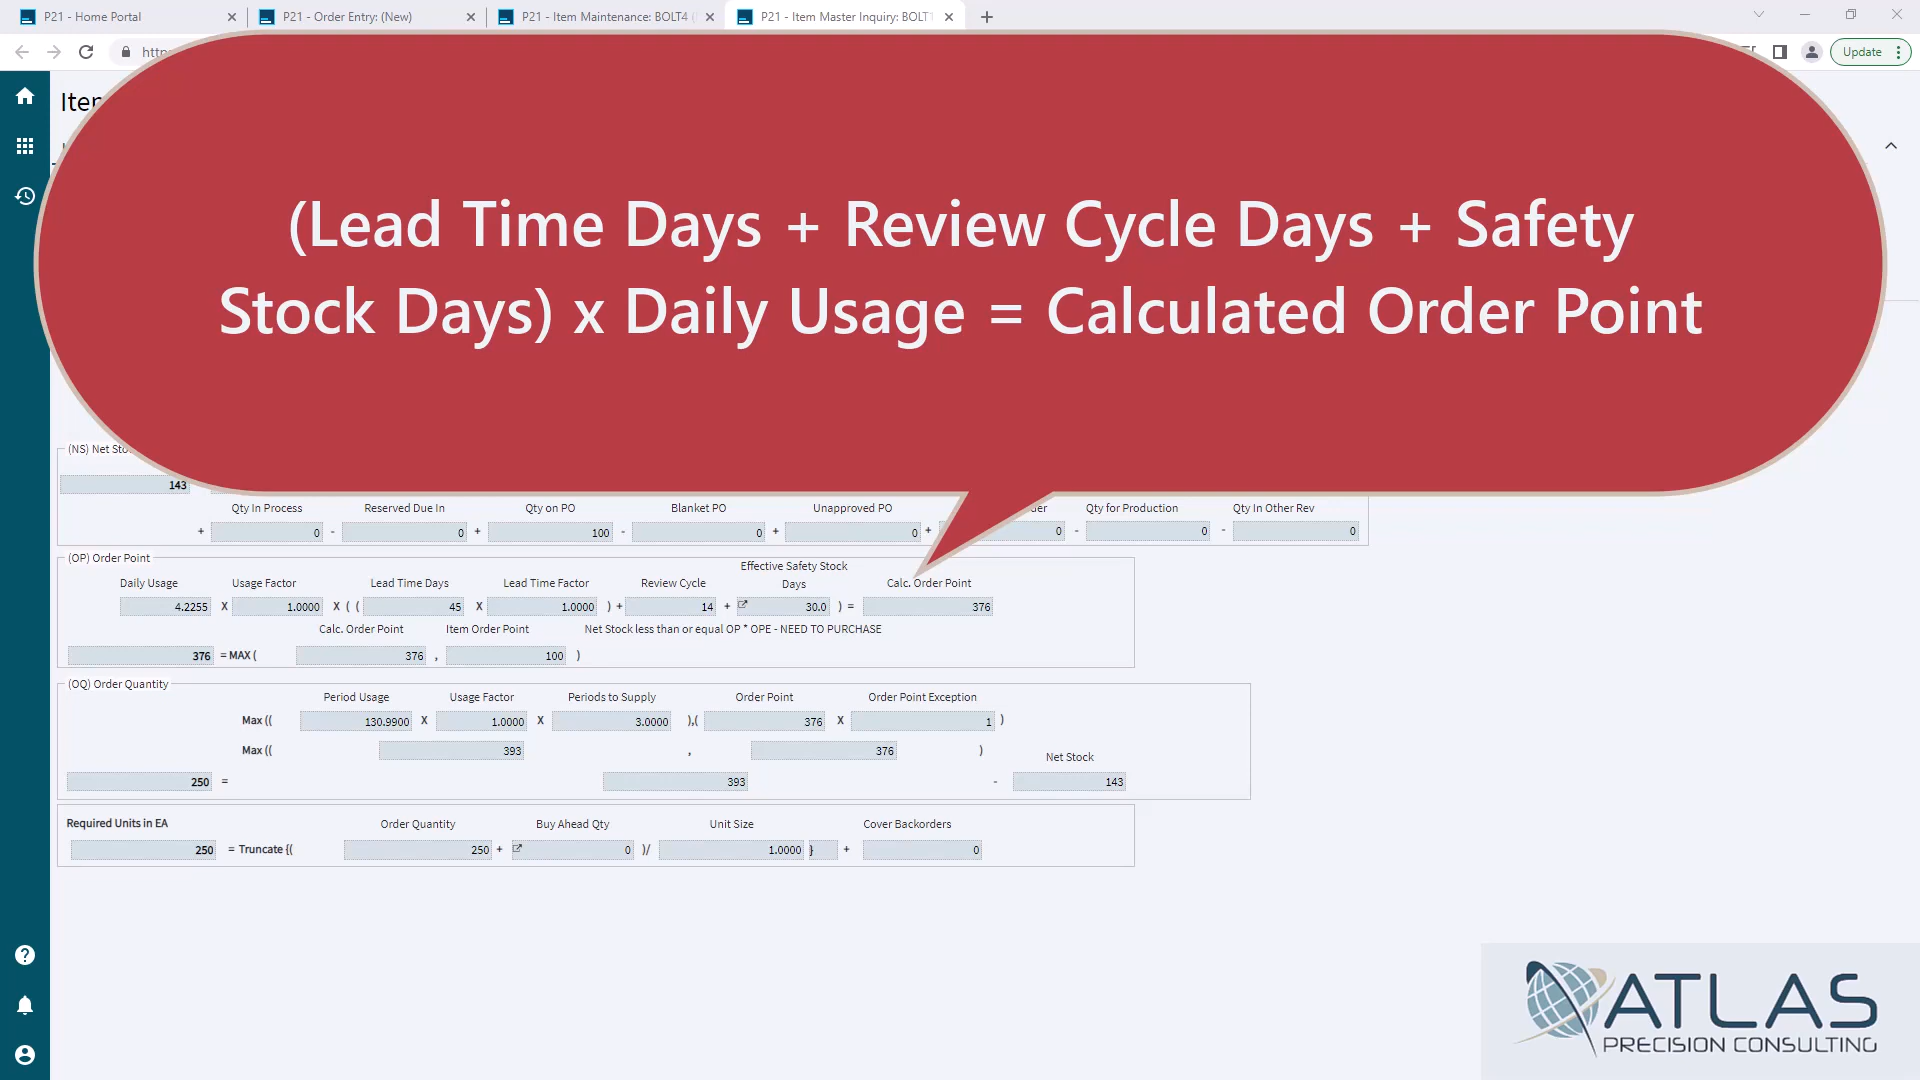 P21 - Home Portal
P21 - Order Entry: (New)
P21 - Item Maintenance: BOLT4
P21 - Item Master Inquiry: BOLT
Update
(Lead Time Days + Review Cycle Days + Safety
Stock Days) x Daily Usage = Calculated Order Point
(NS) Net
143
Qty In Process Reserved Due In Qty on PO Blanket PO Unapproved PO Qty for Production Qty In Other Rev
+ 0 - 0 + 100 - 0 + 0 + 0 - 0 - 0
(OP) Order Point
Effective Safety Stock
Daily Usage Usage Factor Lead Time Days Lead Time Factor Review Cycle Days Calc. Order Point
4.2255 X 1.0000 X ( ( 45 X 1.0000 ) + 14 + 30.0 ) = 376
Calc. Order Point Item Order Point Net Stock less than or equal OP * OPE - NEED TO PURCHASE
376 = MAX ( 376 , 100 )
(OQ) Order Quantity
Period Usage Usage Factor Periods to Supply Order Point Order Point Exception
Max (( 130.9900 X 1.0000 X 3.0000 ),( 376 X 1 )
Max (( 393 , 376 )
Net Stock
250 = 393 - 143
Required Units in EA Order Quantity Buy Ahead Qty Unit Size Cover Backorders
250 = Truncate {( 250 + 0 )/ 1.0000 } + 0
ATLAS
PRECISION CONSULTING